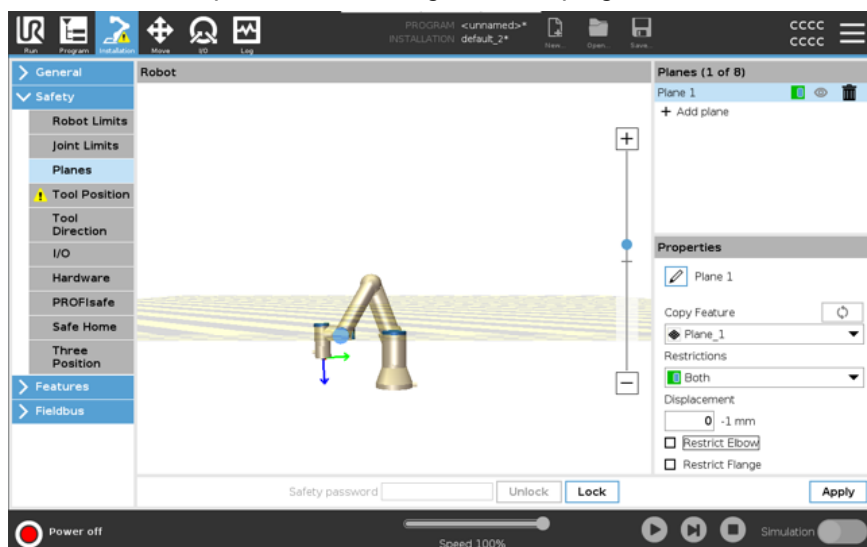 PROGRAM <unnamed>*
INSTALLATION default_2*
UR
Run
Program
Installation
Move
I/O
Log
New...
Open...
Save...
cccc
cccc
General
Safety
Robot Limits
Joint Limits
Planes
Tool Position
Tool
Direction
I/O
Hardware
PROFIsafe
Safe Home
Three
Position
Features
Fieldbus
Robot
Planes (1 of 8)
Plane 1
+ Add plane
Properties
Plane 1
Copy Feature
Plane_1
Restrictions
Both
Displacement
0 -1 mm
Restrict Elbow
Restrict Flange
Safety password
Unlock
Lock
Apply
Power off
Speed 100%
Simulation